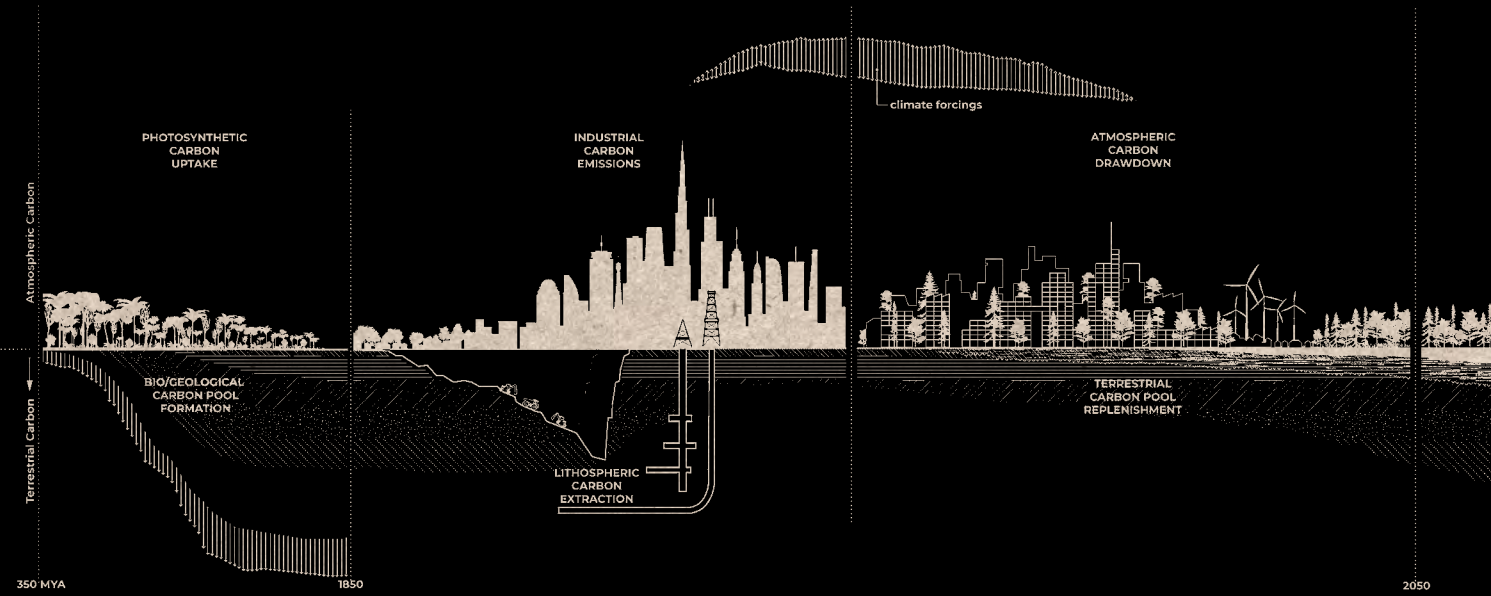 climate forcings
PHOTOSYNTHETIC
CARBON
UPTAKE
INDUSTRIAL
CARBON
EMISSIONS
ATMOSPHERIC
CARBON
DRAWDOWN
Atmospheric Carbon
Terrestrial Carbon
BIO/GEOLOGICAL
CARBON POOL
FORMATION
TERRESTRIAL
CARBON POOL
REPLENISHMENT
LITHOSPHERIC
CARBON
EXTRACTION
350 MYA
1850
2050